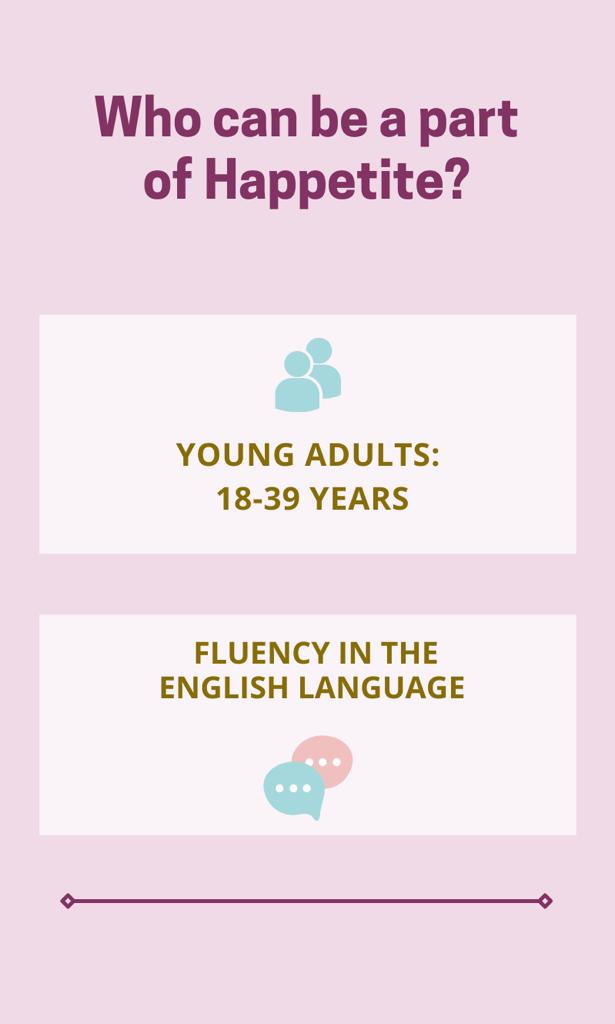 Who can be a part
of Happetite?
YOUNG ADULTS:
18-39 YEARS
FLUENCY IN THE
ENGLISH LANGUAGE